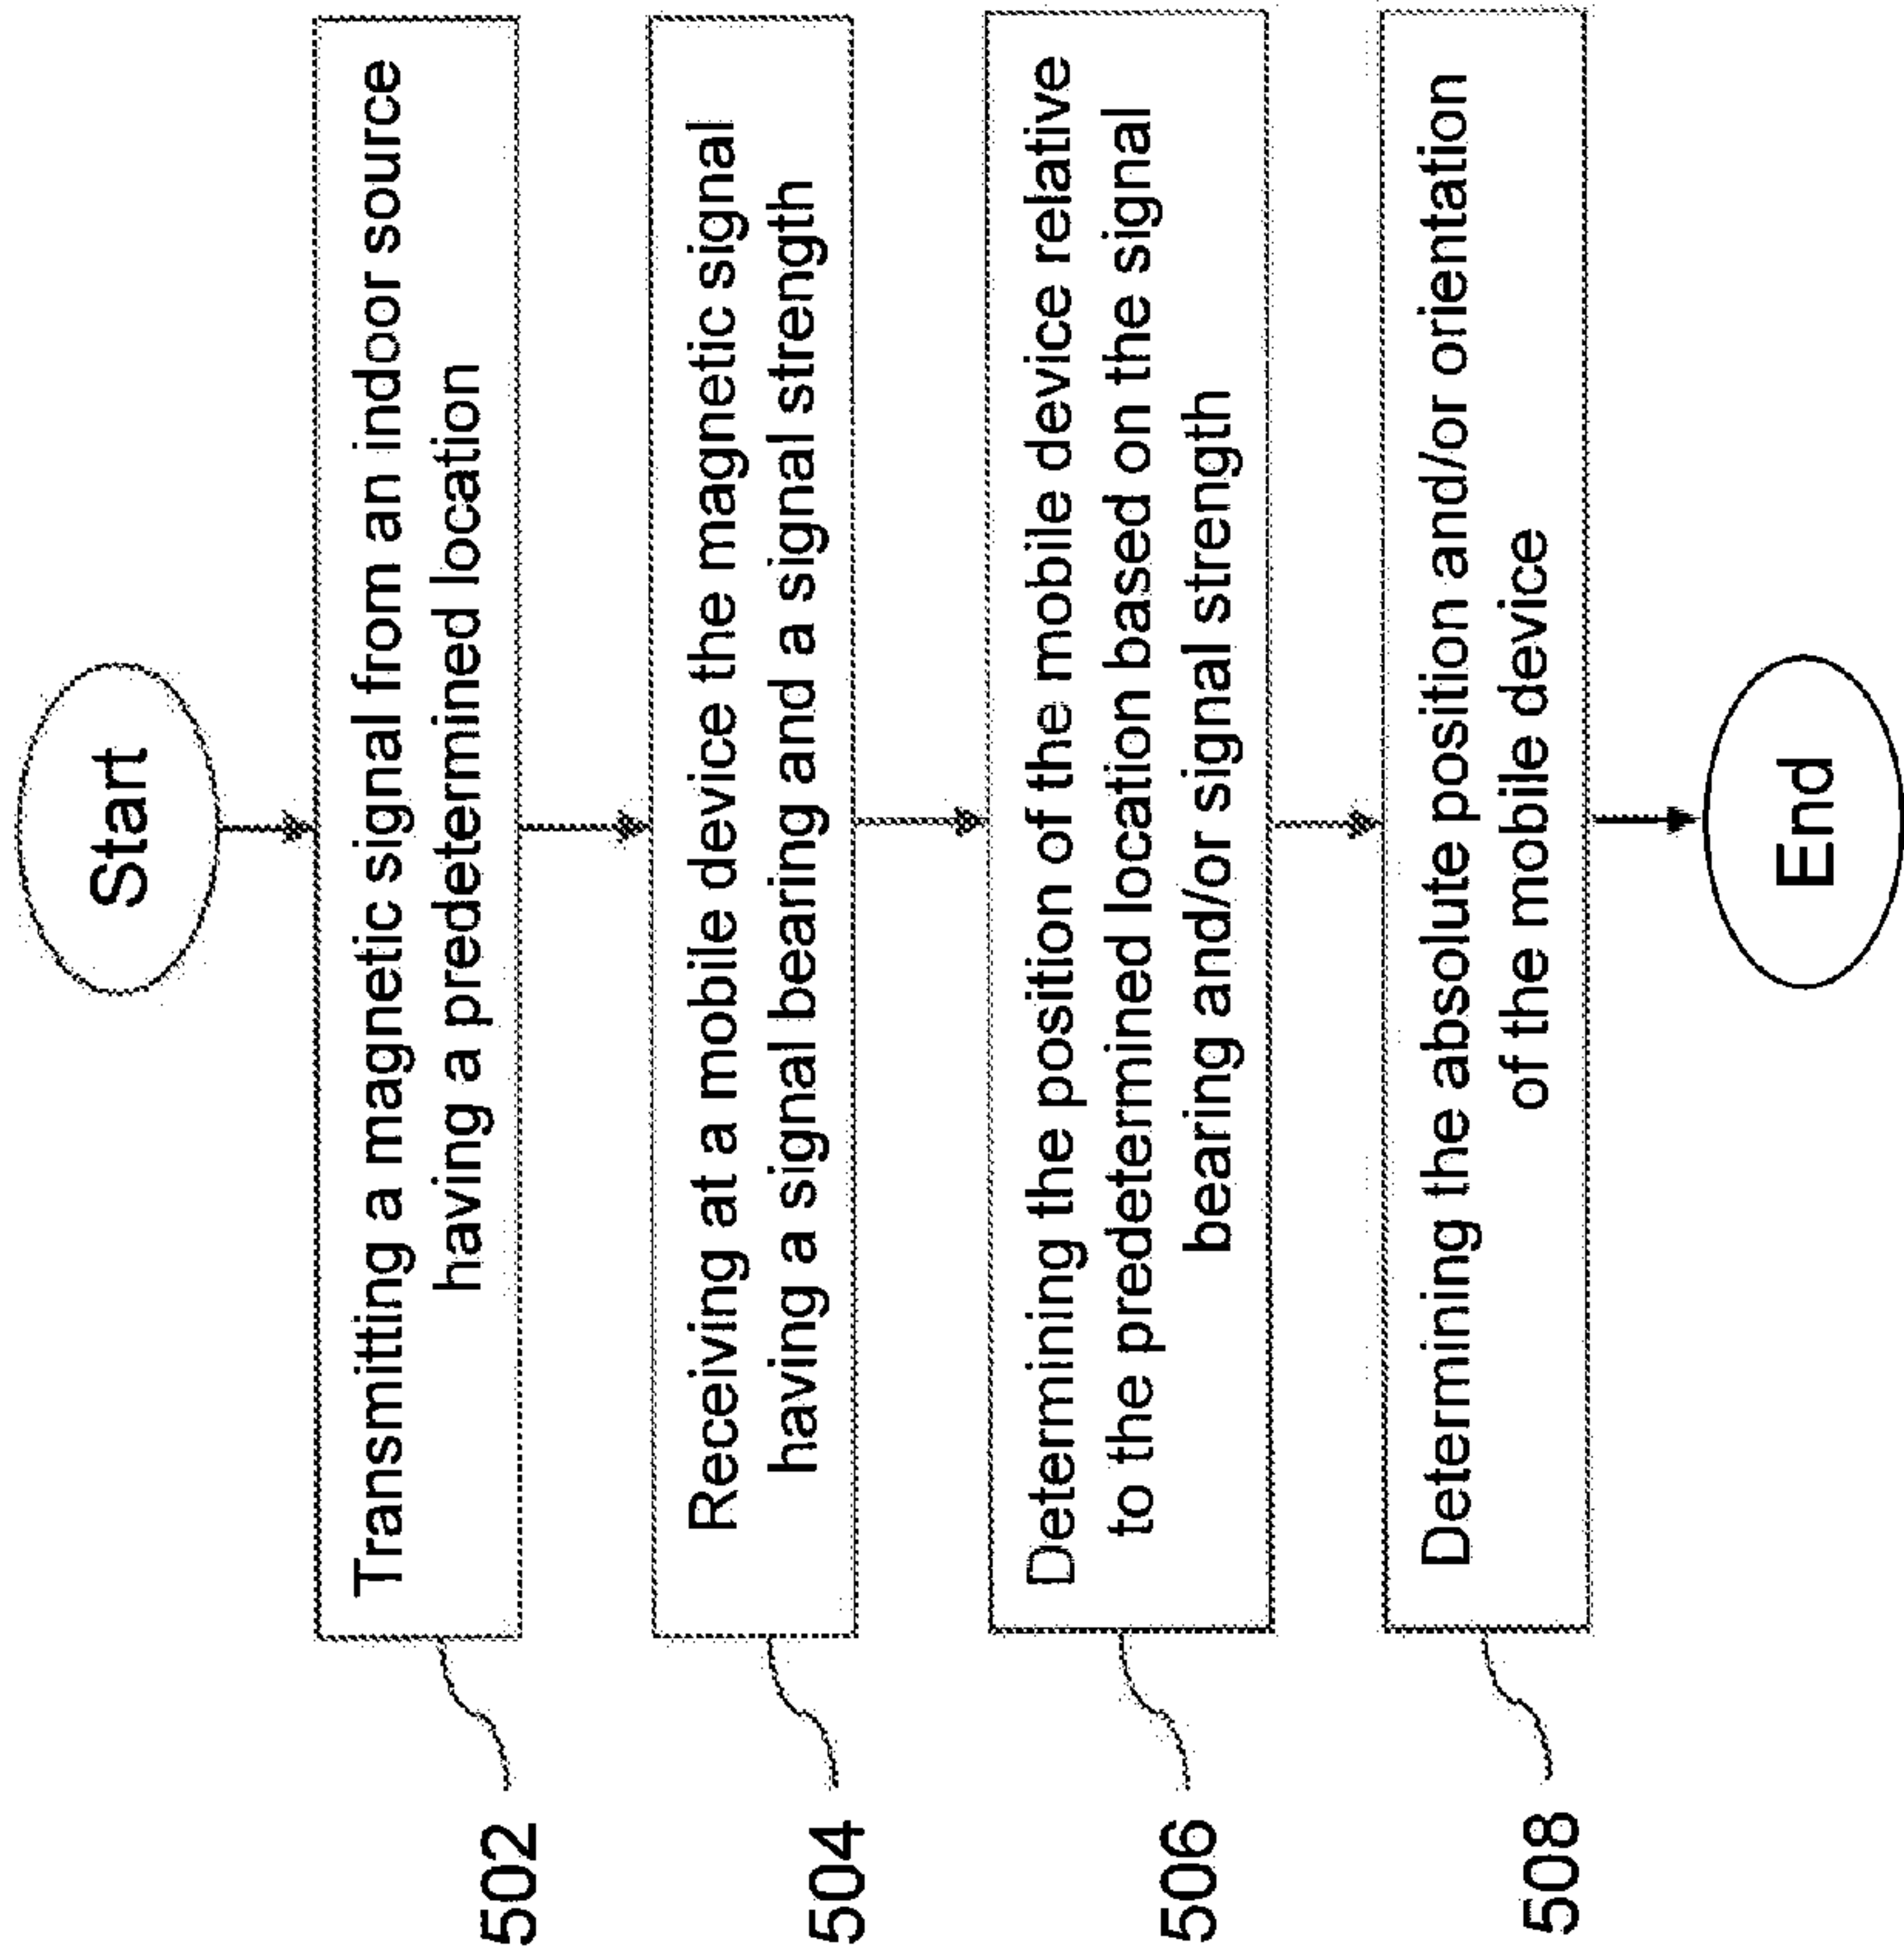 Start
Transmitting a magnetic signal from an indoor source
having a predetermined location
502
Receiving at a mobile device the magnetic signal
having a signal bearing and a signal strength
504
Determining the position of the mobile device relative
to the predetermined location based on the signal
bearing and/or signal strength
506
Determining the absolute position and/or orientation
of the mobile device
508
End